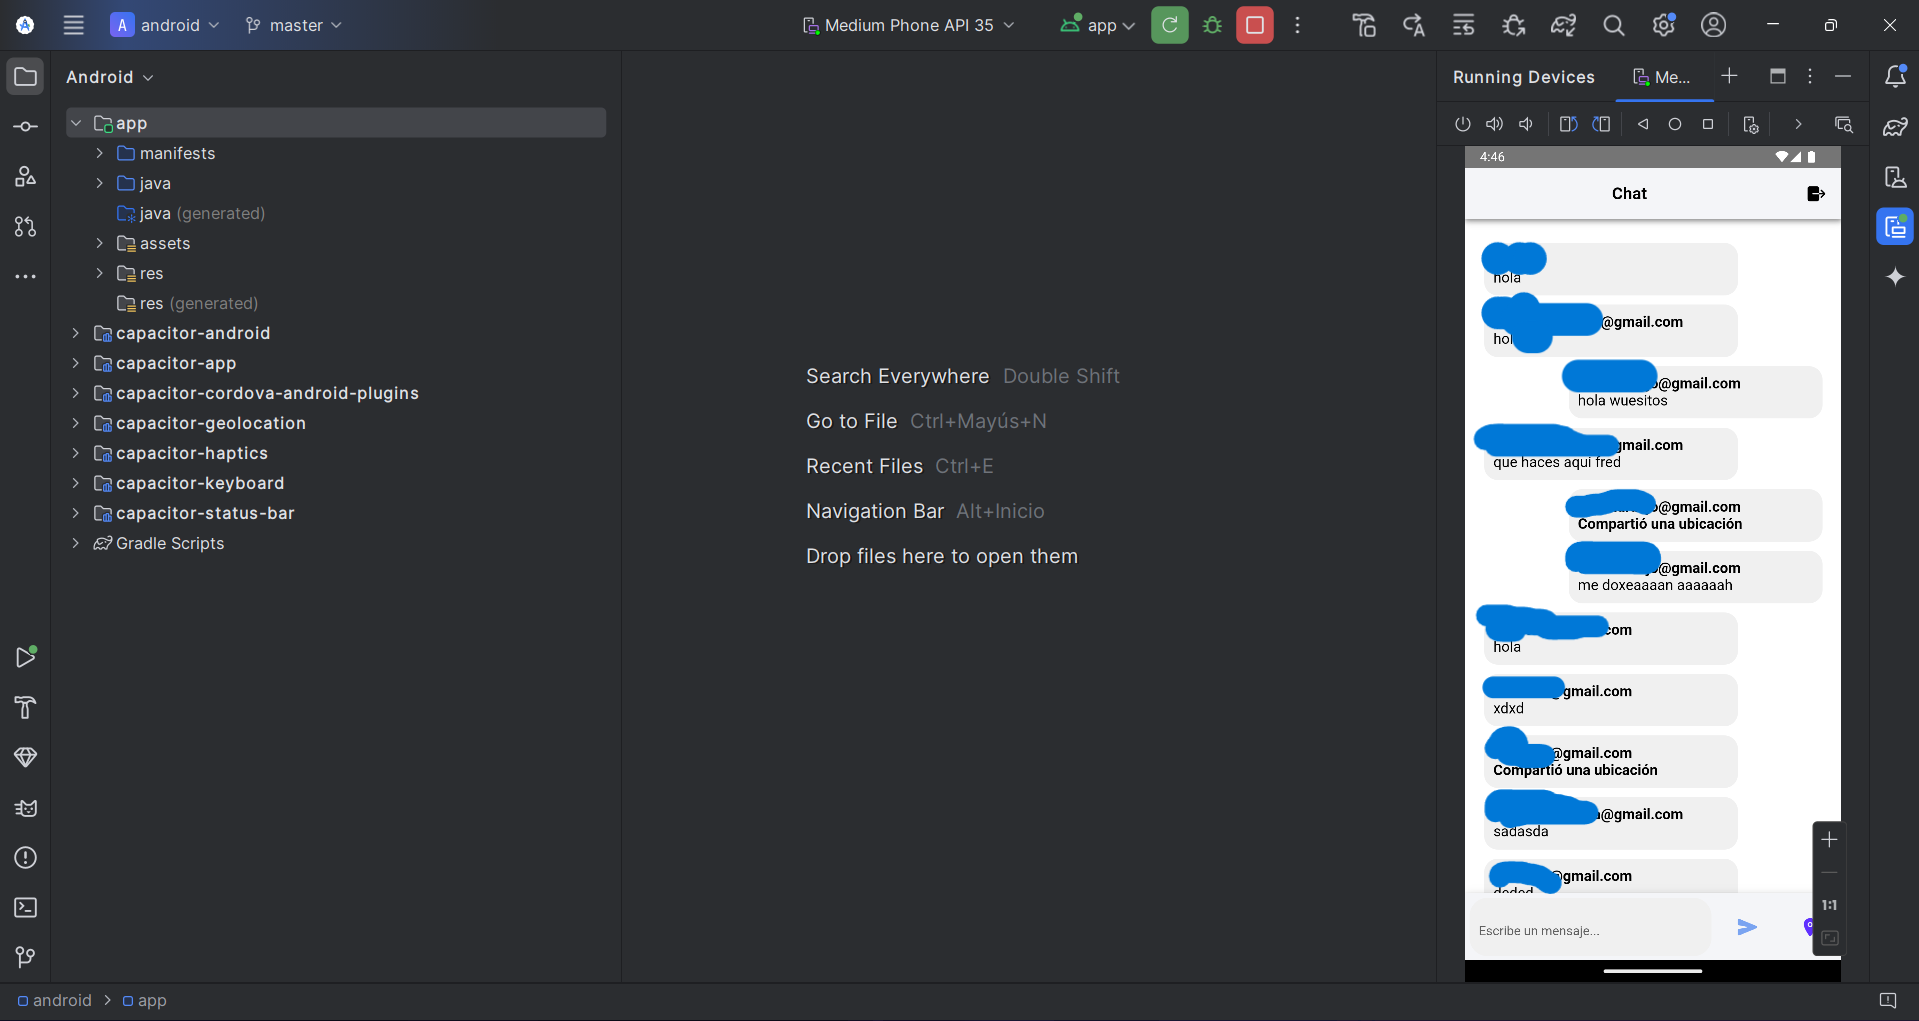 A android master
Medium Phone API 35
app
Android
Running Devices
Me...
app
manifests
java
java (generated)
assets
res
res (generated)
capacitor-android
capacitor-app
capacitor-cordova-android-plugins
capacitor-geolocation
capacitor-haptics
capacitor-keyboard
capacitor-status-bar
Gradle Scripts
Search Everywhere Double Shift
Go to File Ctrl+Mayús+N
Recent Files Ctrl+E
Navigation Bar Alt+Inicio
Drop files here to open them
4:46
Chat
hola
@gmail.com
@gmail.com
hola wuesitos
gmail.com
que haces aqui fred
@gmail.com
Compartió una ubicación
@gmail.com
me doxeaaaan aaaaaah
com
hola
gmail.com
xdxd
@gmail.com
Compartió una ubicación
@gmail.com
sadasda
gmail.com
Escribe un mensaje...
1:1
android > app